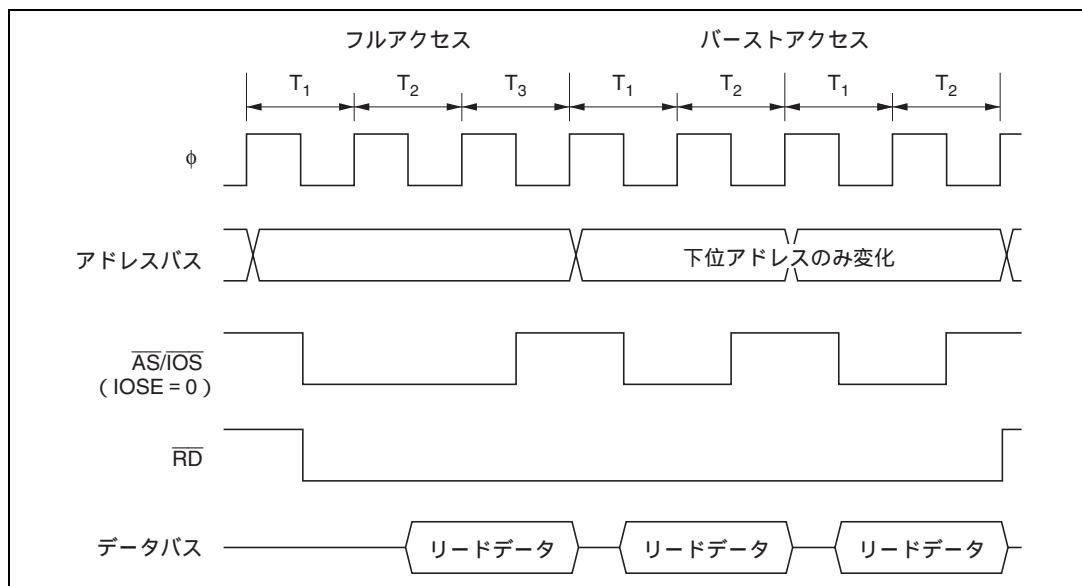 フルアクセス バーストアクセス
T1 T2 T3 T1 T2 T1 T2
φ
アドレスバス 下位アドレスのみ変化
AS/IOS
( IOSE = 0 )
RD
データバス リードデータ リードデータ リードデータ